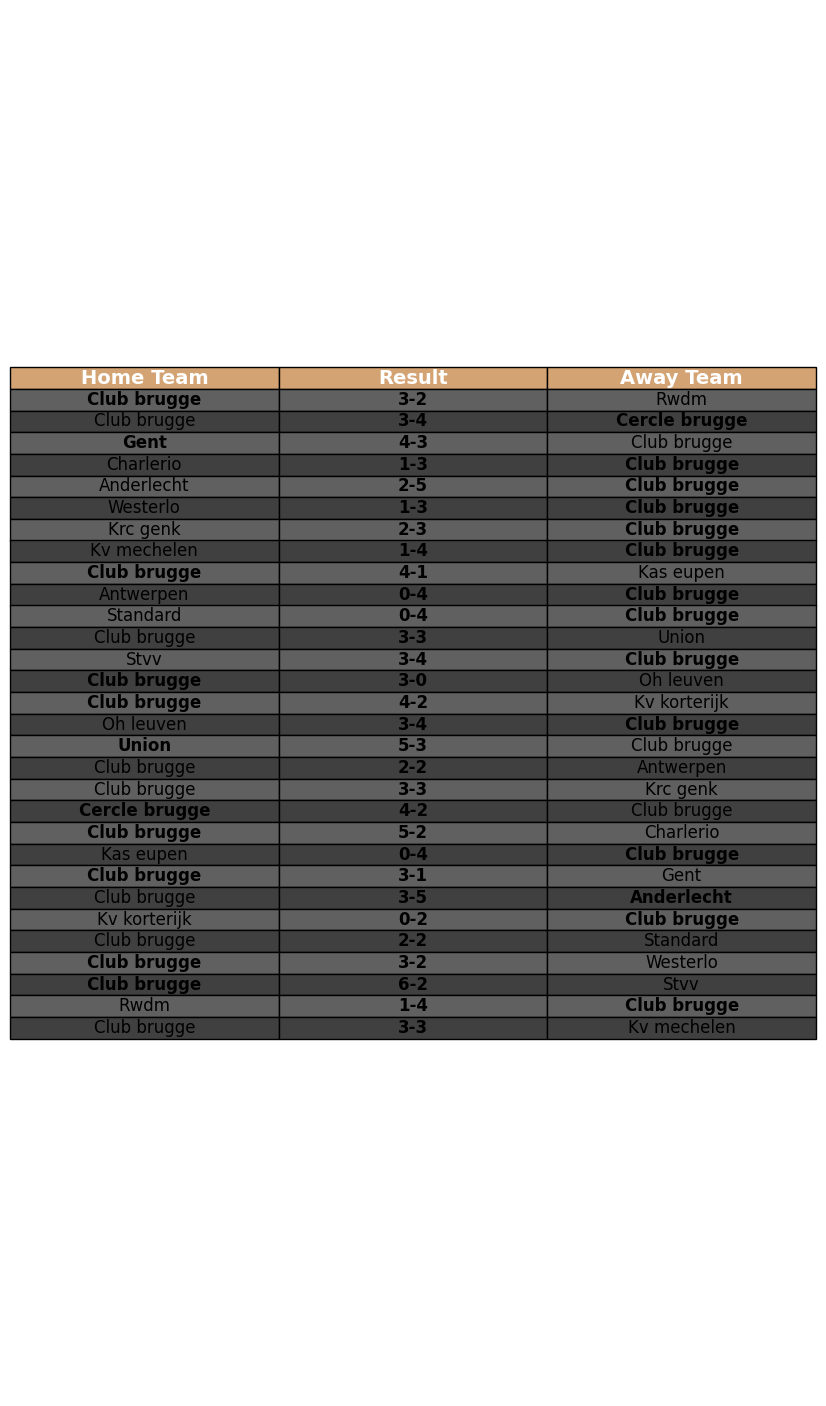 Home Team Result Away Team
Club brugge 3-2 Rwdm
Club brugge 3-4 Cercle brugge
Gent 4-3 Club brugge
Charlerio 1-3 Club brugge
Anderlecht 2-5 Club brugge
Westerlo 1-3 Club brugge
Krc genk 2-3 Club brugge
Kv mechelen 1-4 Club brugge
Club brugge 4-1 Kas eupen
Antwerpen 0-4 Club brugge
Standard 0-4 Club brugge
Club brugge 3-3 Union
Stvv 3-4 Club brugge
Club brugge 3-0 Oh leuven
Club brugge 4-2 Kv korterijk
Oh leuven 3-4 Club brugge
Union 5-3 Club brugge
Club brugge 2-2 Antwerpen
Club brugge 3-3 Krc genk
Cercle brugge 4-2 Club brugge
Club brugge 5-2 Charlerio
Kas eupen 0-4 Club brugge
Club brugge 3-1 Gent
Club brugge 3-5 Anderlecht
Kv korterijk 0-2 Club brugge
Club brugge 2-2 Standard
Club brugge 3-2 Westerlo
Club brugge 6-2 Stvv
Rwdm 1-4 Club brugge
Club brugge 3-3 Kv mechelen